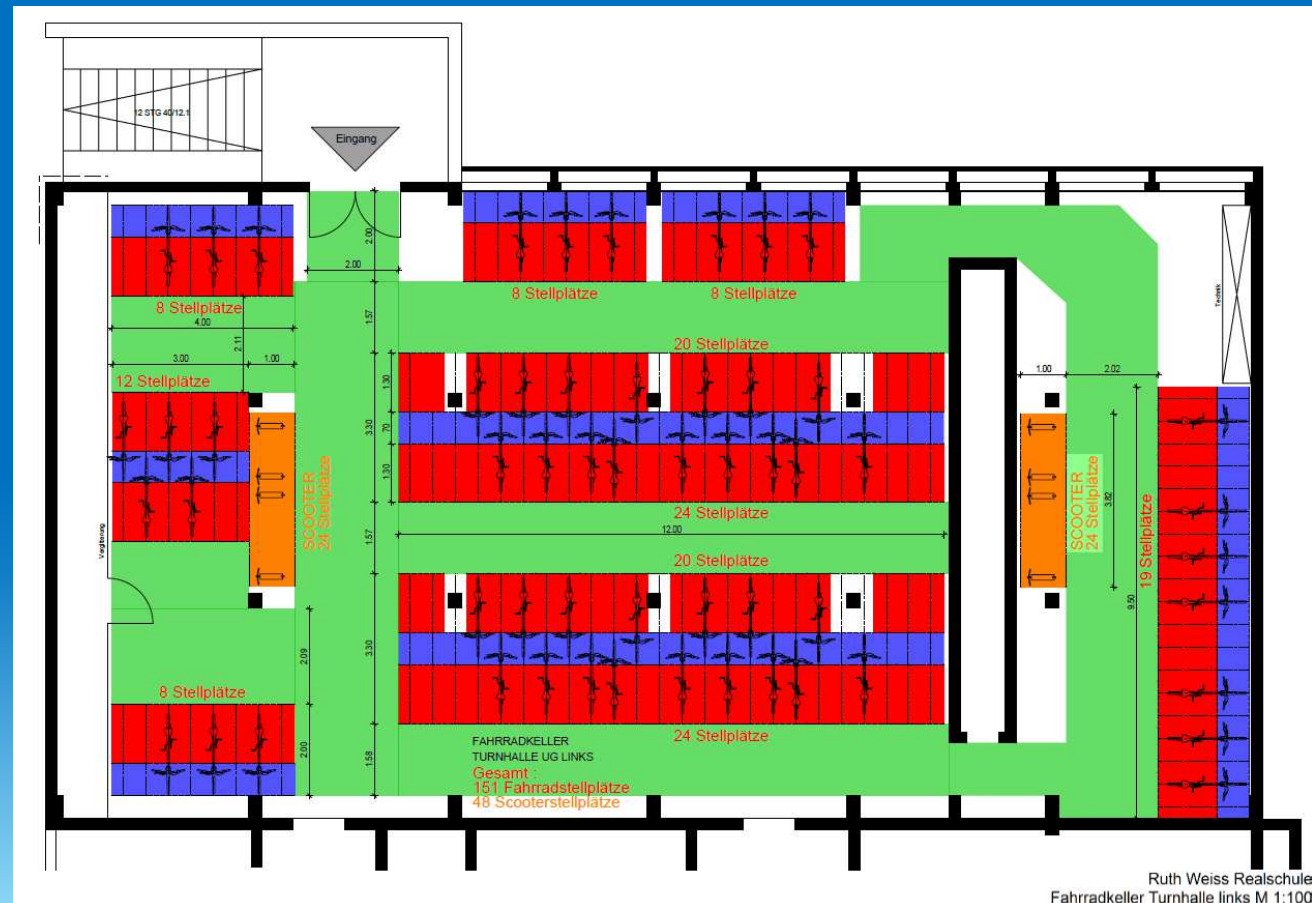 12 STG 40/12.1
Eingang
2.00
2.00
8 Stellplätze
8 Stellplätze
8 Stellplätze
4.00
2.11
1.57
3.00
1.00
12 Stellplätze
20 Stellplätze
1.30
3.30
70
1.30
SCOOTER
24 Stellplätze
24 Stellplätze
12.00
1.57
20 Stellplätze
Technik
1.00
2.02
SCOOTER
24 Stellplätze
3.82
9.50
19 Stellplätze
Vergitterung
2.09
3.30
8 Stellplätze
2.00
1.58
24 Stellplätze
FAHRRADKELLER
TURNHALLE UG LINKS
Gesamt :
151 Fahrradstellplätze
48 Scooterstellplätze
Ruth Weiss Realschule
Fahrradkeller Turnhalle links M 1:100